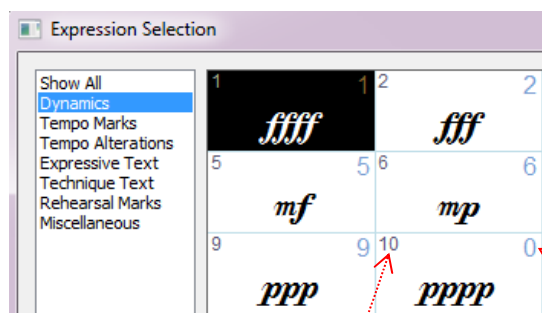 Expression Selection
Show All
Dynamics
Tempo Marks
Tempo Alterations
Expressive Text
Technique Text
Rehearsal Marks
Miscellaneous
1 1 2 2
ffff fff
5 5 6 6
mf mp
9 9 10 0
ppp pppp